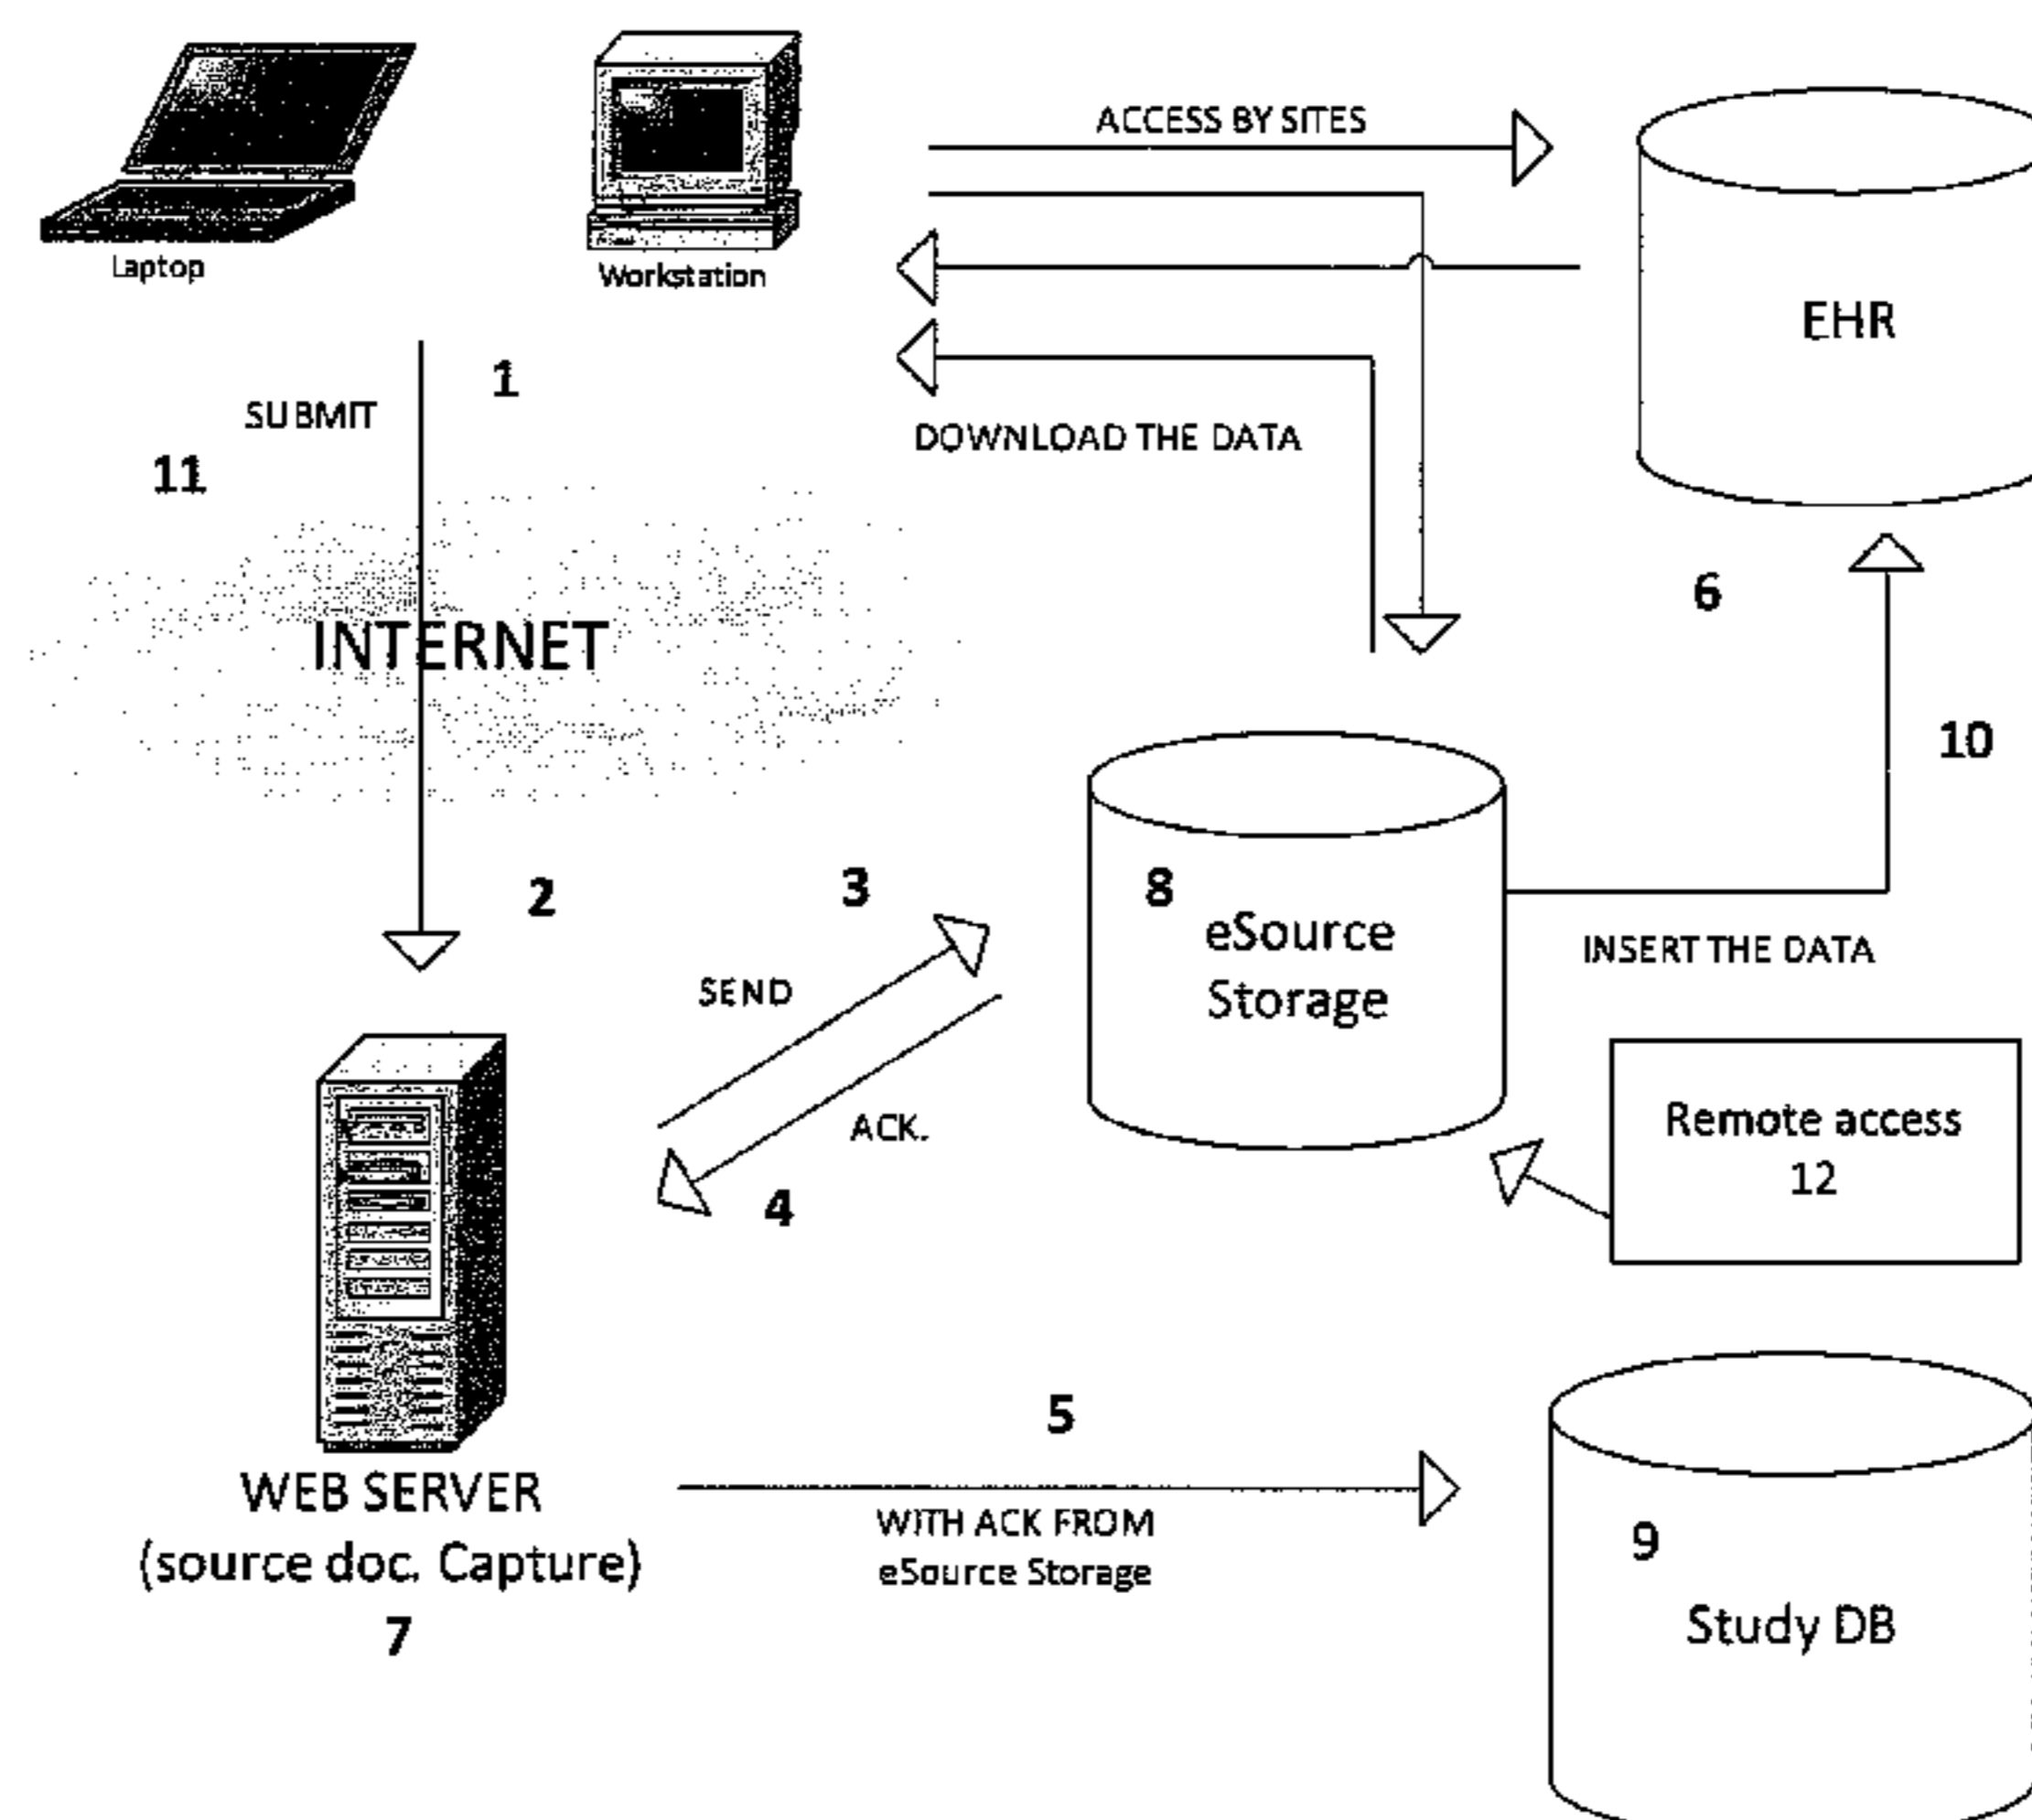 ACCESS BY SITES
Laptop
Workstation
EHR
1
SUBMIT
DOWNLOAD THE DATA
11
6
INTERNET
10
2
3
8
eSource
Storage
INSERT THE DATA
SEND
ACK.
4
Remote access
12
5
WEB SERVER
(source doc. Capture)
7
WITH ACK FROM
eSource Storage
9
Study DB